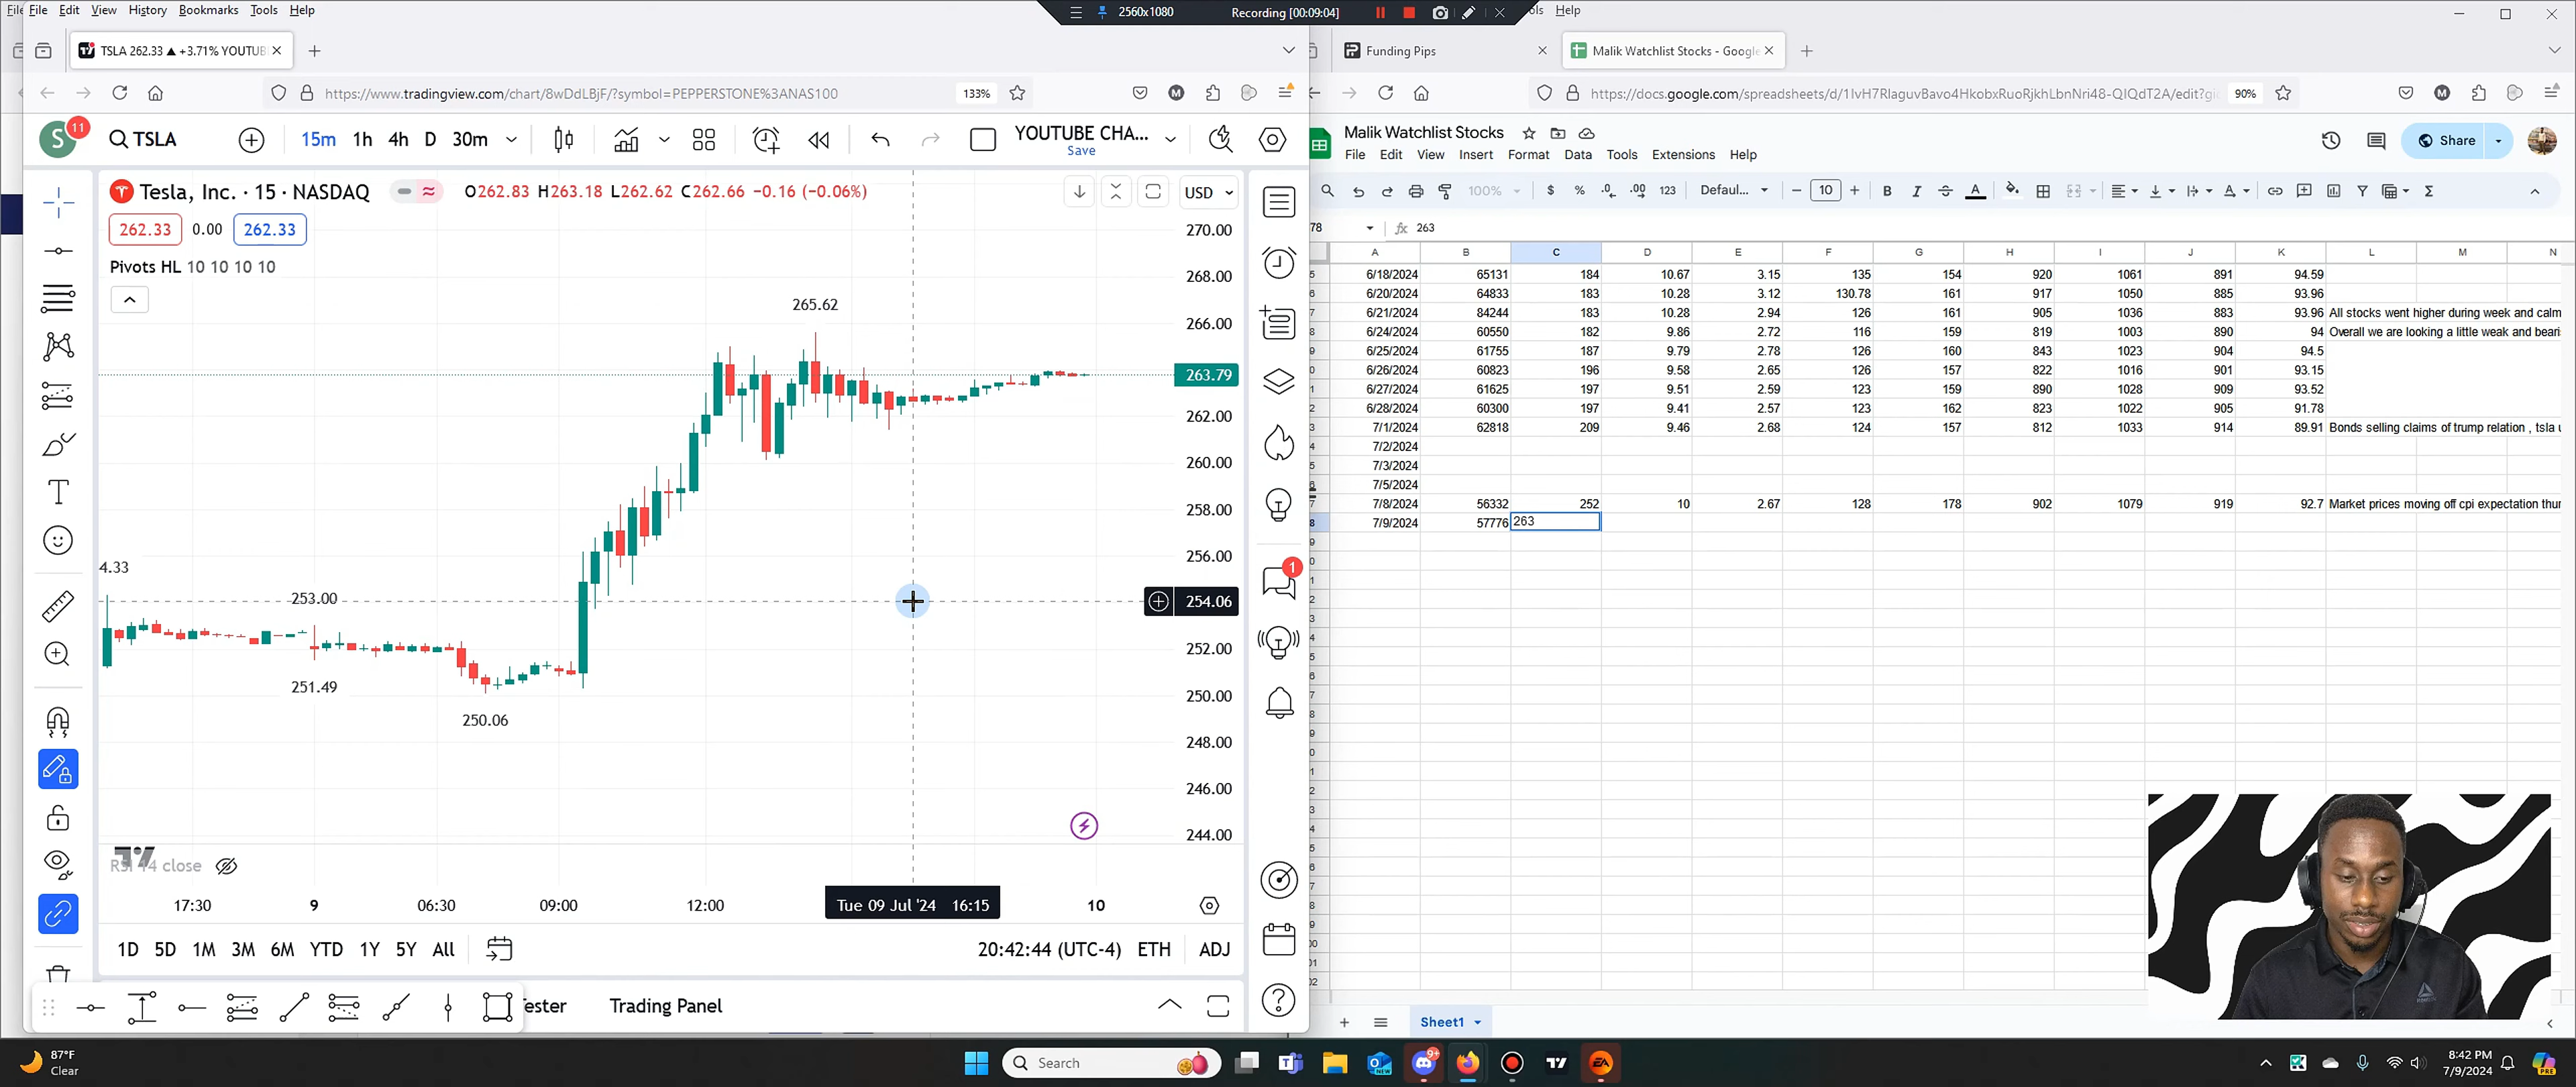 File Edit View History Bookmarks Tools Help
2560x1080 Recording [00:09:04]
Help
TSLA 262.33 ▲ +3.71% YOUTUB
Funding Pips
Malik Watchlist Stocks - Google
https://www.tradingview.com/chart/8wDdLBjF/?symbol=PEPPERSTONE%3ANAS100
133%
90%
S 11 TSLA 15m 1h 4h D 30m YOUTUBE CHA...
Save
Malik Watchlist Stocks
Share
File Edit View Insert Format Data Tools Extensions Help
100% $ % .0 .00 123 Defaul... 10 B I
Tesla, Inc. · 15 · NASDAQ O262.83 H263.18 L262.62 C262.66 −0.16 (−0.06%)
USD
262.33 0.00 262.33
Pivots HL 10 10 10 10
78 fx 263
A B C D E F G H I J K L M N
6/18/2024 65131 184 10.67 3.15 135 154 920 1061 891 94.59
6/20/2024 64833 183 10.28 3.12 130.78 161 917 1050 885 93.96
6/21/2024 84244 183 10.28 2.94 126 161 905 1036 883 93.96 All stocks went higher during week and calm
6/24/2024 60550 182 9.86 2.72 116 159 819 1003 890 94 Overall we are looking a little weak and bearis
6/25/2024 61755 187 9.79 2.78 126 160 843 1023 904 94.5
6/26/2024 60823 196 9.58 2.65 126 157 822 1016 901 93.15
6/27/2024 61625 197 9.51 2.59 123 159 890 1028 909 93.52
6/28/2024 60300 197 9.41 2.57 123 162 823 1022 905 91.78
7/1/2024 62818 209 9.46 2.68 124 157 812 1033 914 89.91 Bonds selling claims of trump relation , tsla u
7/2/2024
7/3/2024
7/5/2024
7/8/2024 56332 252 10 2.67 128 178 902 1079 919 92.7 Market prices moving off cpi expectation thur
7/9/2024 57776 263
270.00
268.00
266.00
263.79
262.00
260.00
258.00
256.00
254.06
252.00
250.00
248.00
246.00
244.00
265.62
4.33
253.00
251.49
250.06
1
RSI 14 close
17:30 9 06:30 09:00 12:00 Tue 09 Jul '24 16:15 10
1D 5D 1M 3M 6M YTD 1Y 5Y All
20:42:44 (UTC-4) ETH ADJ
ester Trading Panel
Sheet1
87°F
Clear
Search
9+
8:42 PM
7/9/2024